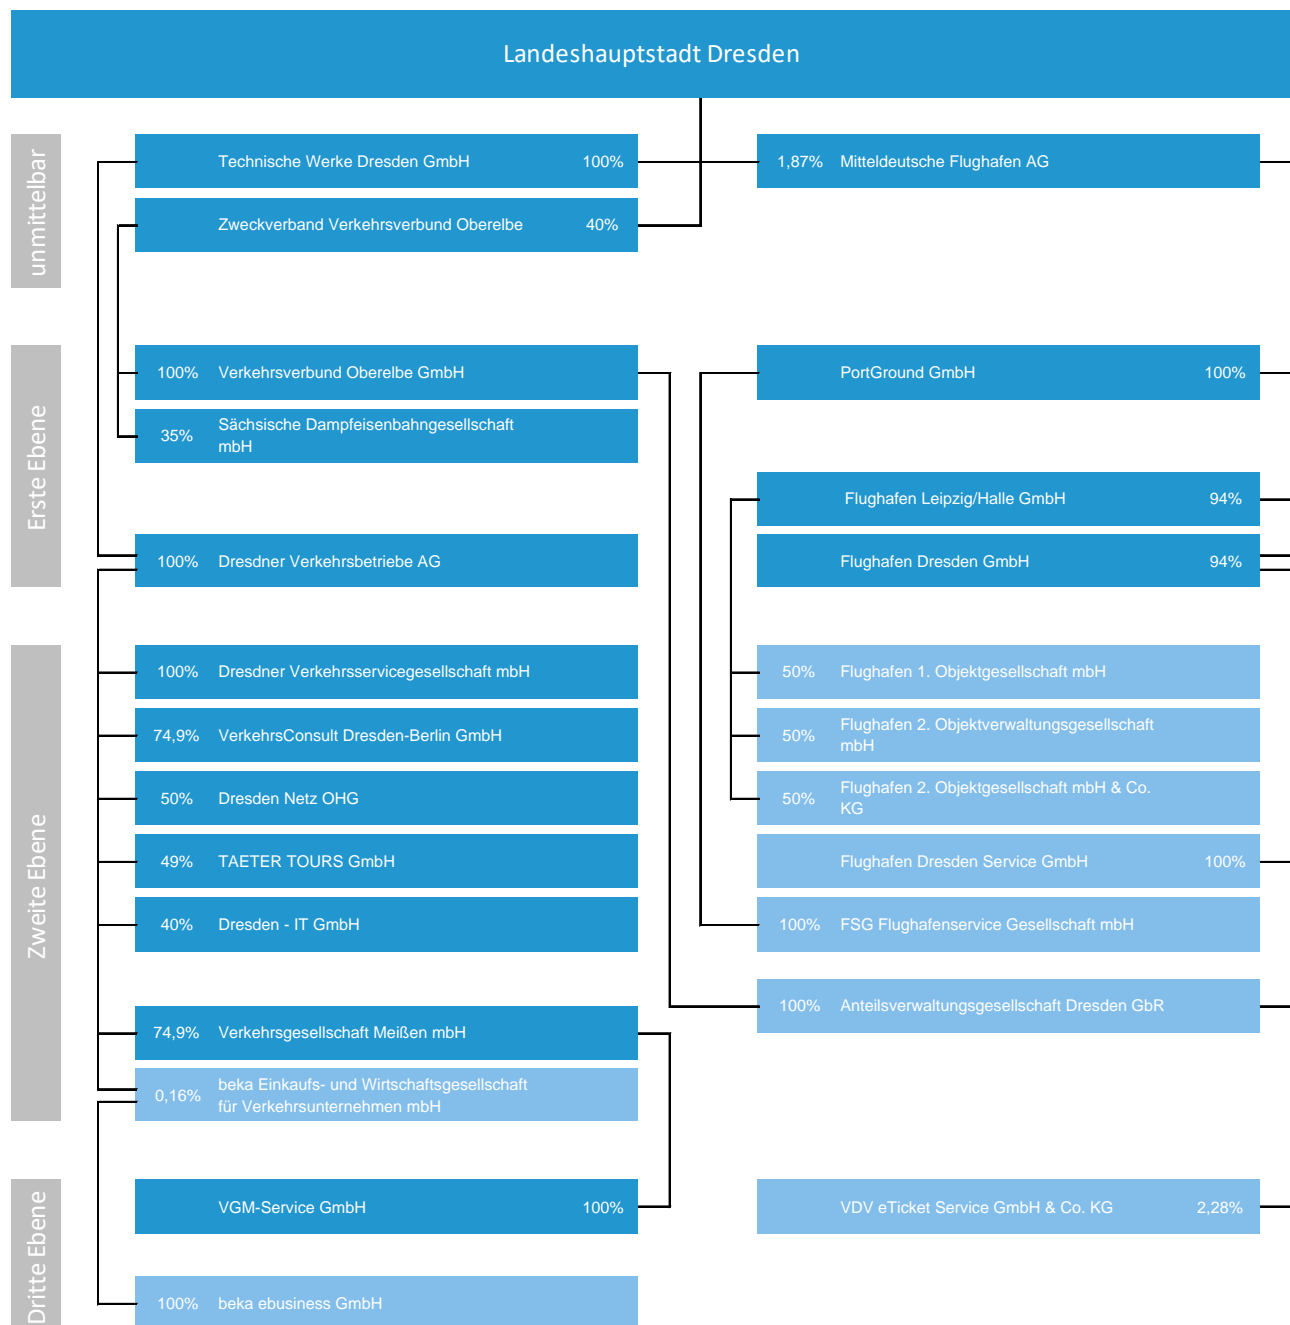 Landeshauptstadt Dresden
unmittelbar
Technische Werke Dresden GmbH 100%
1,87% Mitteldeutsche Flughafen AG
Zweckverband Verkehrsverbund Oberelbe 40%
Erste Ebene
100% Verkehrsverbund Oberelbe GmbH
PortGround GmbH 100%
35% Sächsische Dampfeisenbahngesellschaft
mbH
Flughafen Leipzig/Halle GmbH 94%
100% Dresdner Verkehrsbetriebe AG
Flughafen Dresden GmbH 94%
Zweite Ebene
100% Dresdner Verkehrsservicegesellschaft mbH
50% Flughafen 1. Objektgesellschaft mbH
74,9% VerkehrsConsult Dresden-Berlin GmbH
50% Flughafen 2. Objektverwaltungsgesellschaft
mbH
50% Dresden Netz OHG
50% Flughafen 2. Objektgesellschaft mbH & Co.
KG
49% TAETER TOURS GmbH
Flughafen Dresden Service GmbH 100%
40% Dresden - IT GmbH
100% FSG Flughafenservice Gesellschaft mbH
100% Anteilsverwaltungsgesellschaft Dresden GbR
74,9% Verkehrsgesellschaft Meißen mbH
0,16% beka Einkaufs- und Wirtschaftsgesellschaft
für Verkehrsunternehmen mbH
Dritte Ebene
VGM-Service GmbH 100%
VDV eTicket Service GmbH & Co. KG 2,28%
100% beka ebusiness GmbH